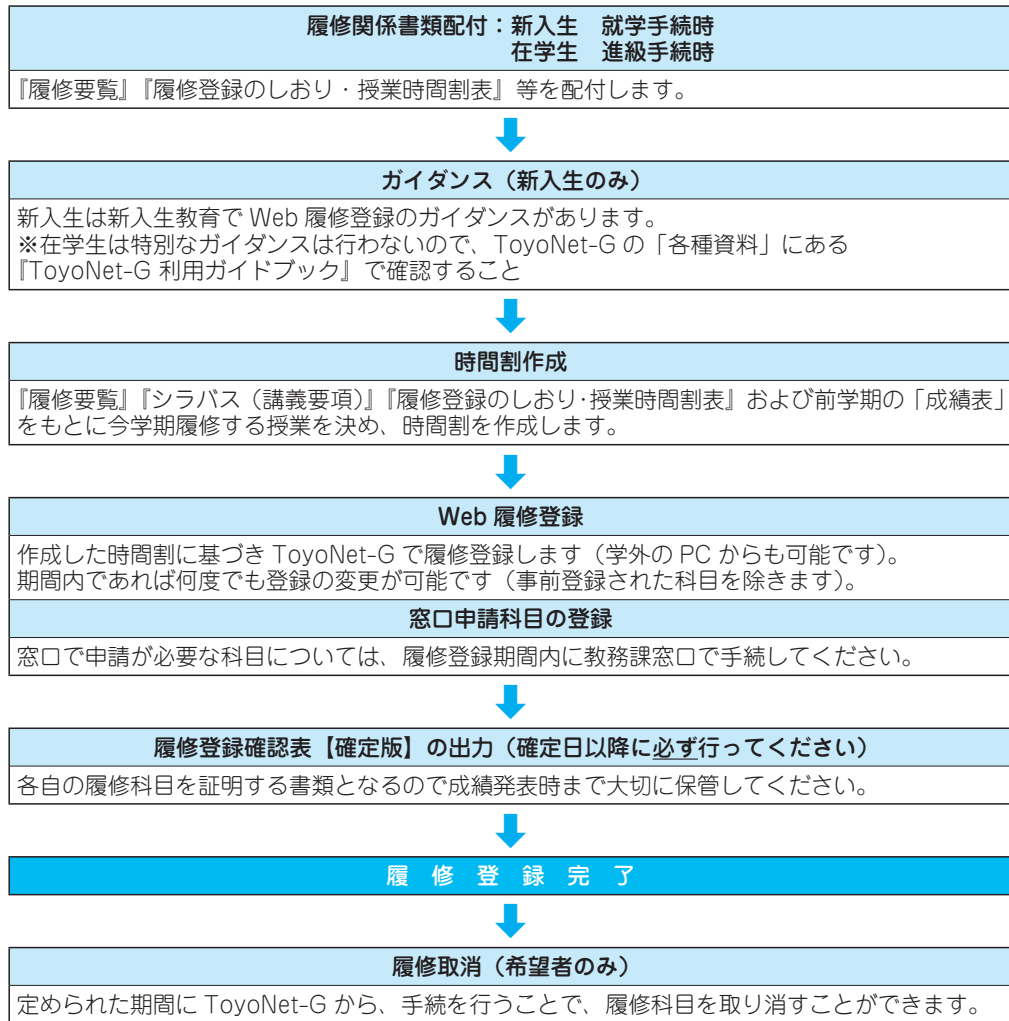 履修関係書類配付：新入生　就学手続時
在学生　進級手続時
『履修要覧』『履修登録のしおり・授業時間割表』等を配付します。
ガイダンス（新入生のみ）
新入生は新入生教育で Web 履修登録のガイダンスがあります。
※在学生は特別なガイダンスは行わないので、ToyoNet-G の「各種資料」にある
『ToyoNet-G 利用ガイドブック』で確認すること
時間割作成
『履修要覧』『シラバス（講義要項）』『履修登録のしおり・授業時間割表』および前学期の「成績表」
をもとに今学期履修する授業を決め、時間割を作成します。
Web 履修登録
作成した時間割に基づき ToyoNet-G で履修登録します（学外の PC からも可能です）。
期間内であれば何度でも登録の変更が可能です（事前登録された科目を除きます）。
窓口申請科目の登録
窓口で申請が必要な科目については、履修登録期間内に教務課窓口で手続してください。
履修登録確認表【確定版】の出力（確定日以降に必ず行ってください）
各自の履修科目を証明する書類となるので成績発表時まで大切に保管してください。
履　修　登　録　完　了
履修取消（希望者のみ）
定められた期間に ToyoNet-G から、手続を行うことで、履修科目を取り消すことができます。